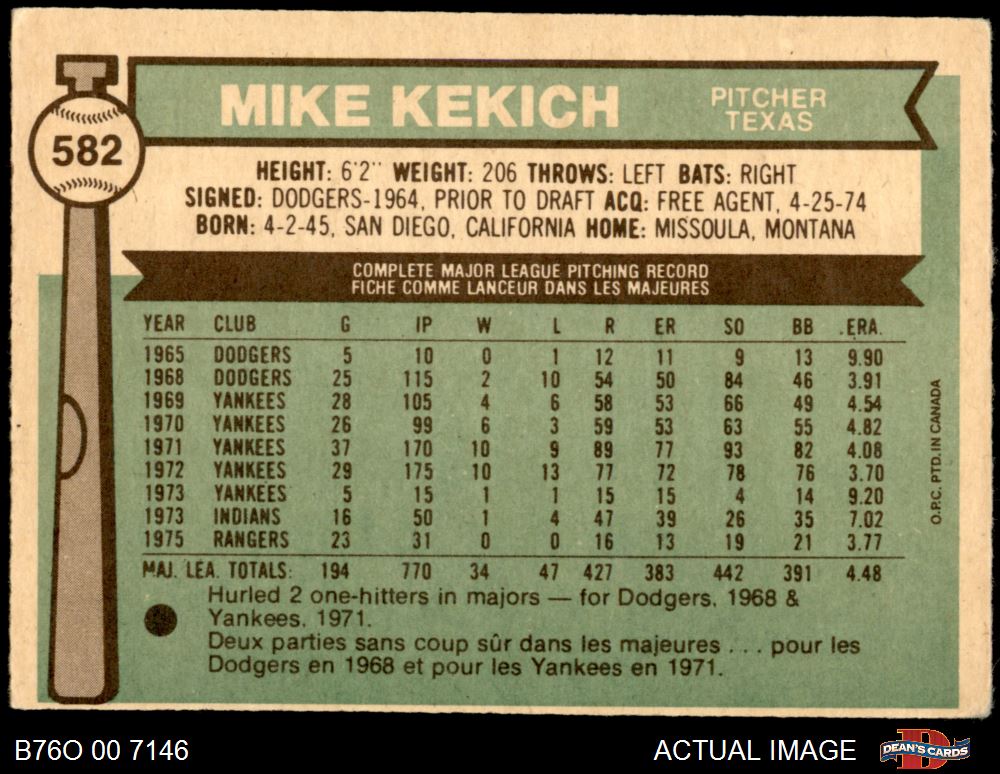 582
MIKE KEKICH
PITCHER
TEXAS
HEIGHT: 6'2" WEIGHT: 206 THROWS: LEFT BATS: RIGHT
SIGNED: DODGERS-1964, PRIOR TO DRAFT ACQ: FREE AGENT, 4-25-74
BORN: 4-2-45, SAN DIEGO, CALIFORNIA HOME: MISSOULA, MONTANA
COMPLETE MAJOR LEAGUE PITCHING RECORD
FICHE COMME LANCEUR DANS LES MAJEURES
YEAR CLUB G IP W L R ER SO BB .ERA.
1965 DODGERS 5 10 0 1 12 11 9 13 9.90
1968 DODGERS 25 115 2 10 54 50 84 46 3.91
1969 YANKEES 28 105 4 6 58 53 66 49 4.54
1970 YANKEES 26 99 6 3 59 53 63 55 4.82
1971 YANKEES 37 170 10 9 89 77 93 82 4.08
1972 YANKEES 29 175 10 13 77 72 78 76 3.70
1973 YANKEES 5 15 1 1 15 15 4 14 9.20
1973 INDIANS 16 50 1 4 47 39 26 35 7.02
1975 RANGERS 23 31 0 0 16 13 19 21 3.77
MAJ. LEA. TOTALS: 194 770 34 47 427 383 442 391 4.48
Hurled 2 one-hitters in majors — for Dodgers, 1968 &
Yankees, 1971.
Deux parties sans coup sûr dans les majeures . . . pour les
Dodgers en 1968 et pour les Yankees en 1971.
O.P.C. PTD. IN CANADA
B76O 00 7146
ACTUAL IMAGE
D
DEAN'S CARDS